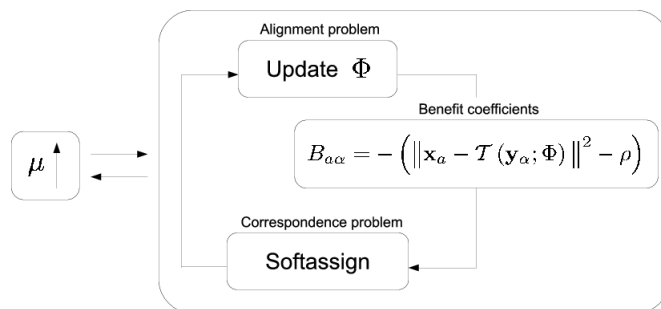 Alignment problem
Update Φ
Benefit coefficients
B_{aα} = − ( ‖x_a − 𝒯 (y_α; Φ) ‖² − ρ )
μ
Correspondence problem
Softassign